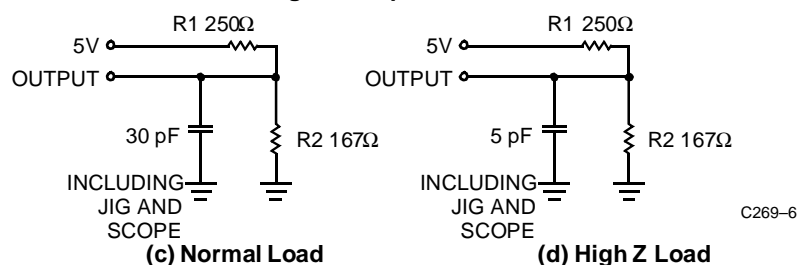 R1 250Ω
5V
OUTPUT
30 pF
R2 167Ω
INCLUDING
JIG AND
SCOPE
(c) Normal Load
R1 250Ω
5V
OUTPUT
5 pF
R2 167Ω
INCLUDING
JIG AND
SCOPE
(d) High Z Load
C269–6